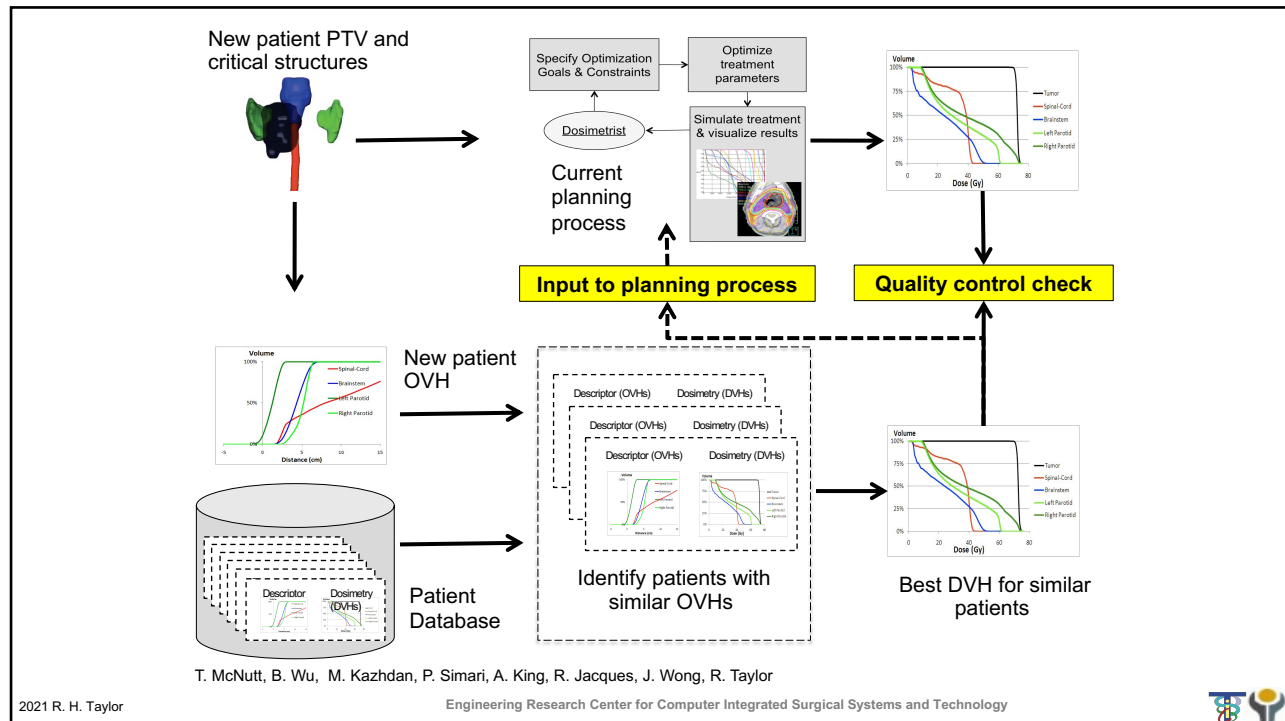 New patient PTV and
critical structures
Specify Optimization
Goals & Constraints
Optimize
treatment
parameters
Dosimetrist
Simulate treatment
& visualize results
Current
planning
process
Volume
100%
75%
50%
25%
0%
0
20
40
60
80
Dose (Gy)
Tumor
Spinal-Cord
Brainstem
Left Parotid
Right Parotid
Input to planning process
Quality control check
Volume
100%
50%
0%
-5
0
5
10
15
Distance (cm)
Spinal-Cord
Brainstem
Left Parotid
Right Parotid
New patient
OVH
Descriptor (OVHs) Dosimetry (DVHs)
Descriptor (OVHs) Dosimetry (DVHs)
Descriptor (OVHs) Dosimetry (DVHs)
Distance (cm)
Dose (Gy)
Identify patients with
similar OVHs
Volume
100%
75%
50%
25%
0%
0
20
40
60
80
Dose (Gy)
Tumor
Spinal-Cord
Brainstem
Left Parotid
Right Parotid
Best DVH for similar
patients
Descriptor Dosimetry
(DVHs)
Patient
Database
T. McNutt, B. Wu, M. Kazhdan, P. Simari, A. King, R. Jacques, J. Wong, R. Taylor
2021 R. H. Taylor
Engineering Research Center for Computer Integrated Surgical Systems and Technology